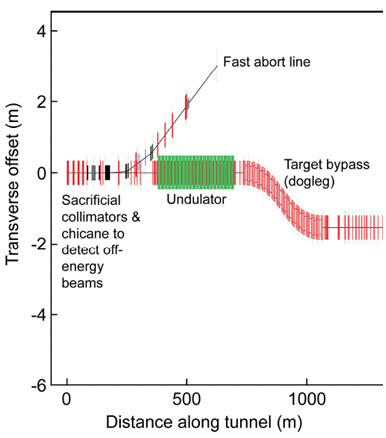 4
Fast abort line
2
Target bypass
(dogleg)
0
Sacrificial
collimators &
chicane to
detect off-
energy
beams
Undulator
-2
-4
-6
0
500
1000
Distance along tunnel (m)
Transverse offset (m)